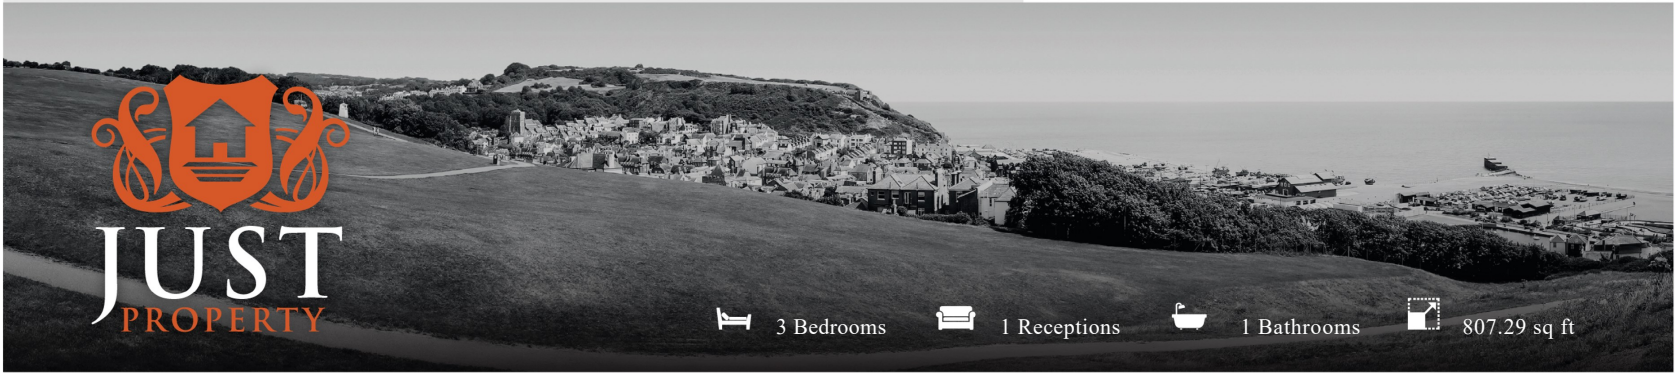 JUST
PROPERTY
3 Bedrooms
1 Receptions
1 Bathrooms
807.29 sq ft